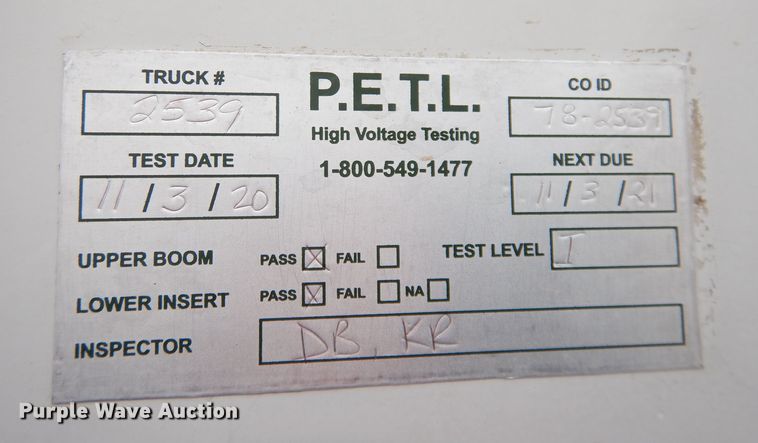 TRUCK #
2539
P.E.T.L.
High Voltage Testing
1-800-549-1477
CO ID
78-2539
TEST DATE
11/3/20
NEXT DUE
11/3/21
UPPER BOOM PASS X FAIL
TEST LEVEL I
LOWER INSERT PASS X FAIL NA
INSPECTOR DB, KR
Purple Wave Auction